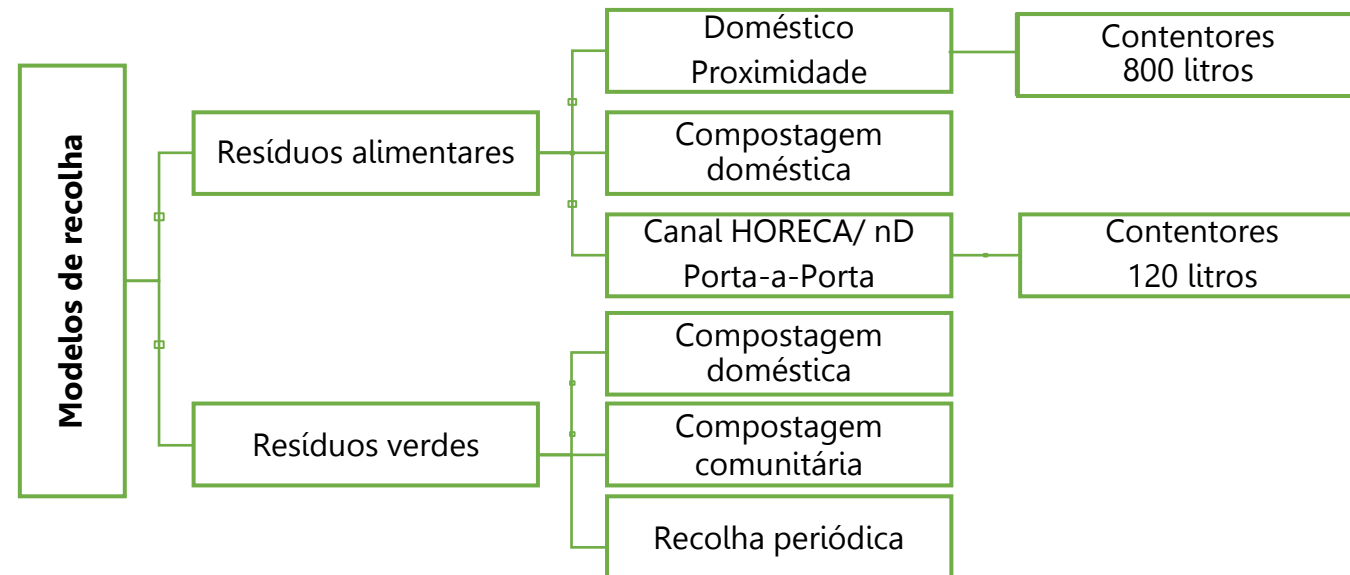 Modelos de recolha
Resíduos alimentares
Doméstico
Proximidade
Contentores
800 litros
Compostagem
doméstica
Canal HORECA/ nD
Porta-a-Porta
Contentores
120 litros
Resíduos verdes
Compostagem
doméstica
Compostagem
comunitária
Recolha periódica